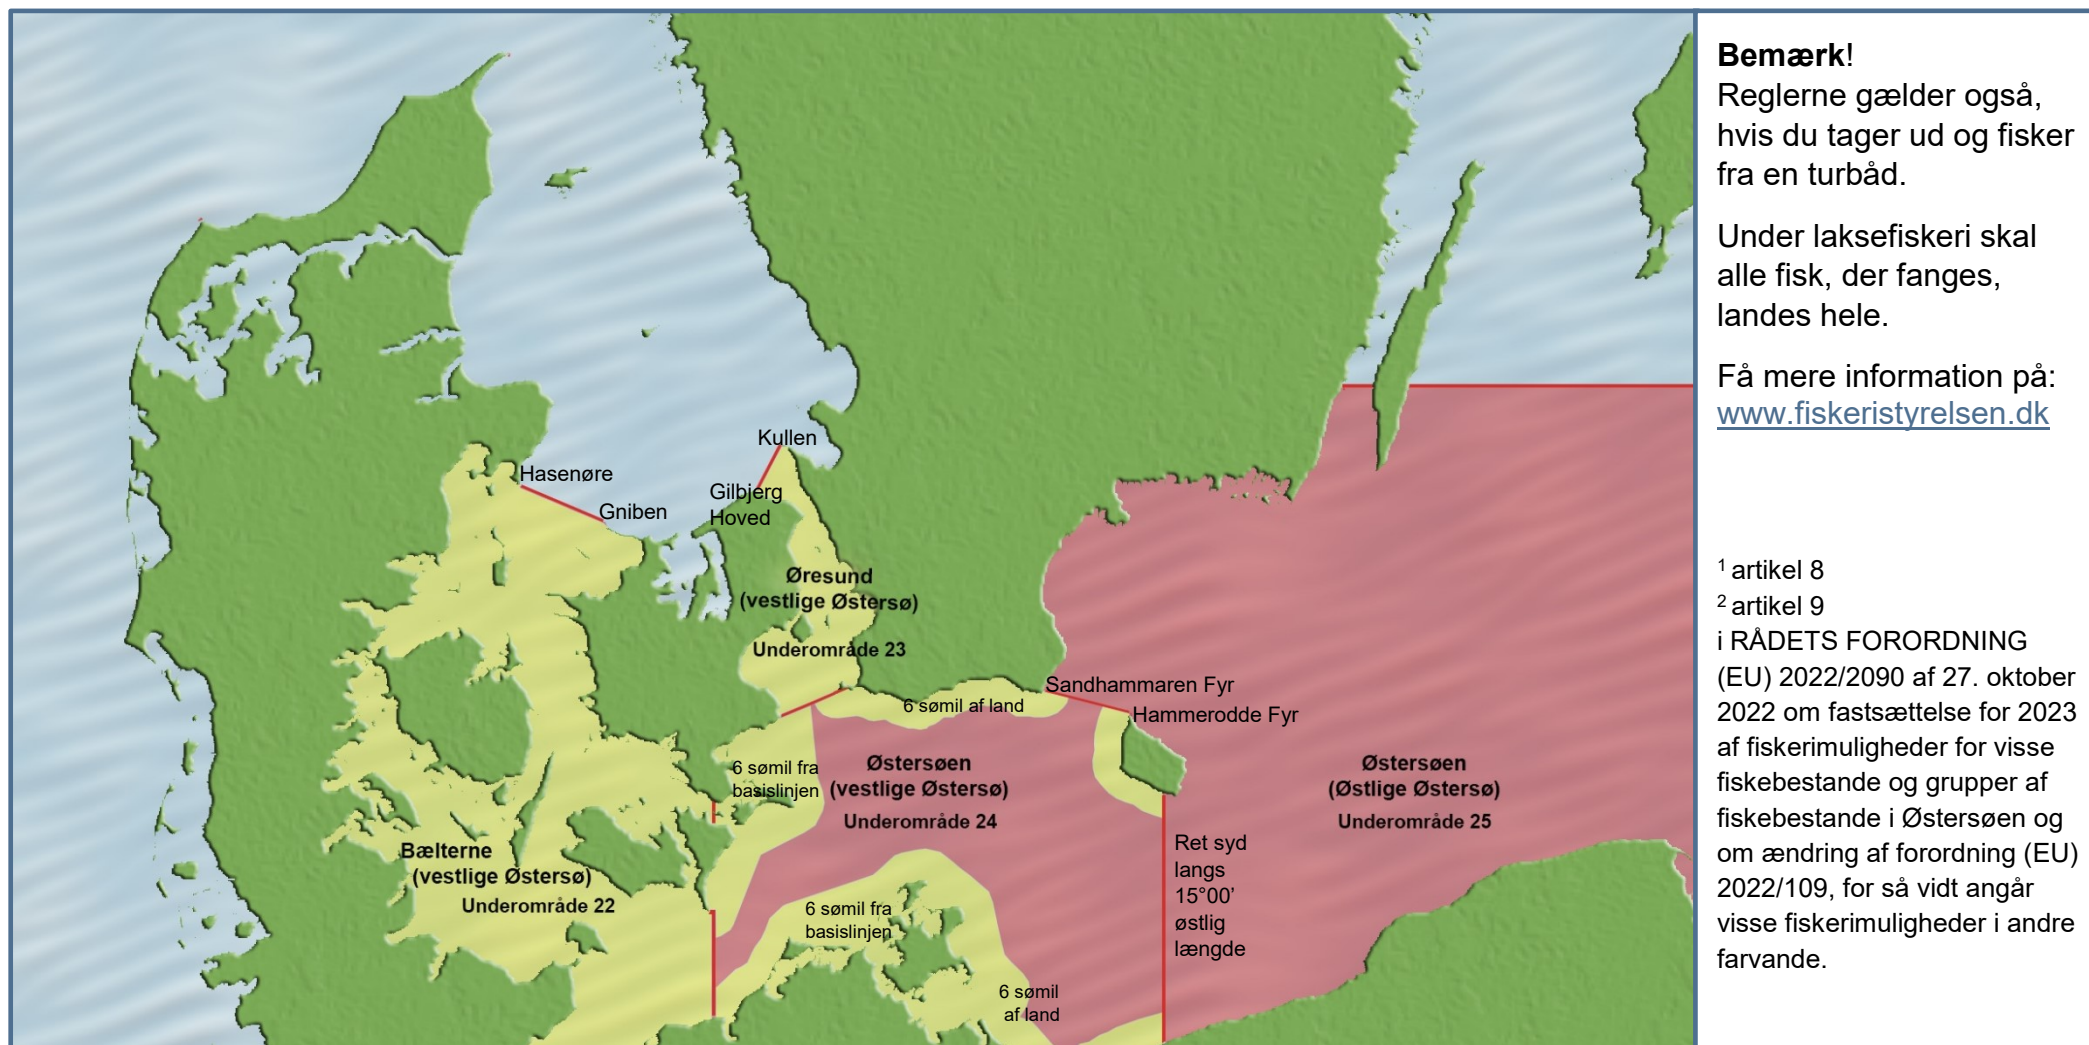 Kullen
Hasenøre
Gniben
Gilbjerg
Hoved
Øresund
(vestlige Østersø)
Underområde 23
Sandhammaren Fyr
Hammerodde Fyr
6 sømil af land
6 sømil fra
basislinjen
Østersøen
(vestlige Østersø)
Underområde 24
Østersøen
(Østlige Østersø)
Underområde 25
Ret syd
langs
15°00’
østlig
længde
Bælterne
(vestlige Østersø)
Underområde 22
6 sømil fra
basislinjen
6 sømil
af land
Bemærk!
Reglerne gælder også,
hvis du tager ud og fisker
fra en turbåd.
Under laksefiskeri skal
alle fisk, der fanges,
landes hele.
Få mere information på:
www.fiskeristyrelsen.dk
¹ artikel 8
² artikel 9
i RÅDETS FORORDNING
(EU) 2022/2090 af 27. oktober
2022 om fastsættelse for 2023
af fiskerimuligheder for visse
fiskebestande og grupper af
fiskebestande i Østersøen og
om ændring af forordning (EU)
2022/109, for så vidt angår
visse fiskerimuligheder i andre
farvande.